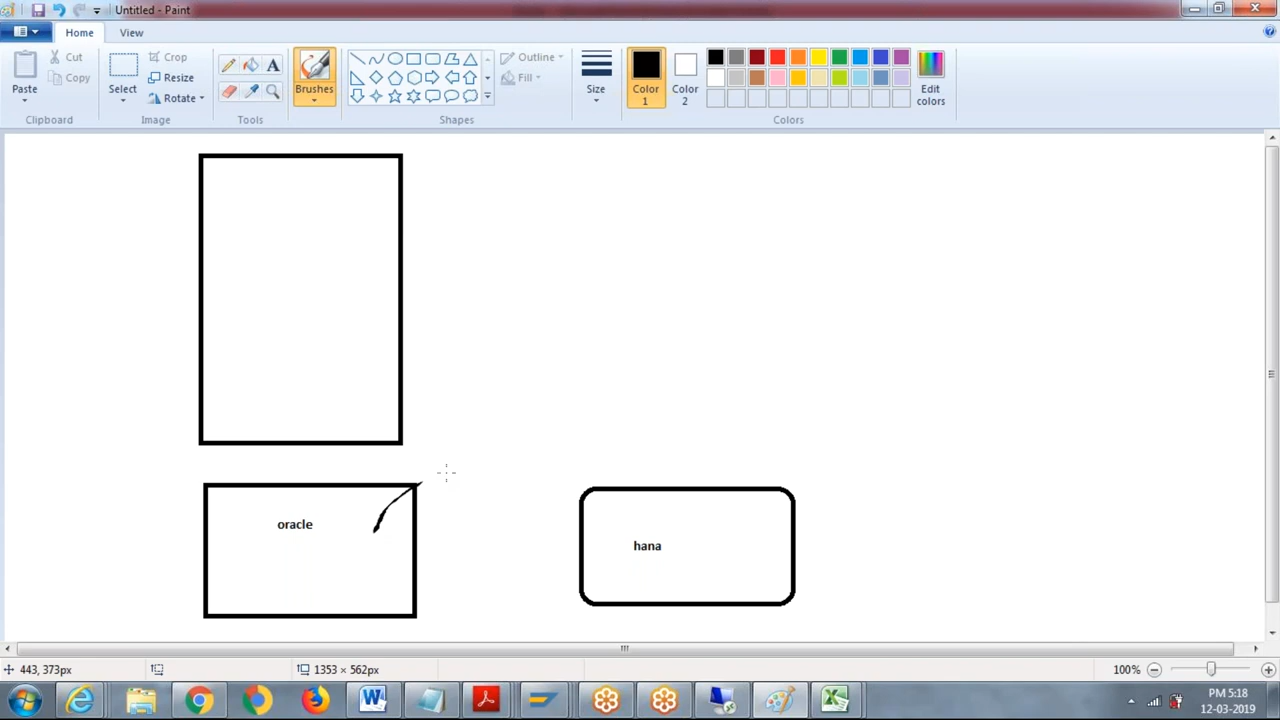 Untitled - Paint
Home View
Paste
Cut
Copy
Clipboard
Select
Crop
Resize
Rotate
Image
A
Tools
Brushes
Outline
Fill
Shapes
Size
Color 1
Color 2
Edit colors
Colors
oracle
hana
443, 373px
1353 × 562px
100%
PM 5:18
12-03-2019